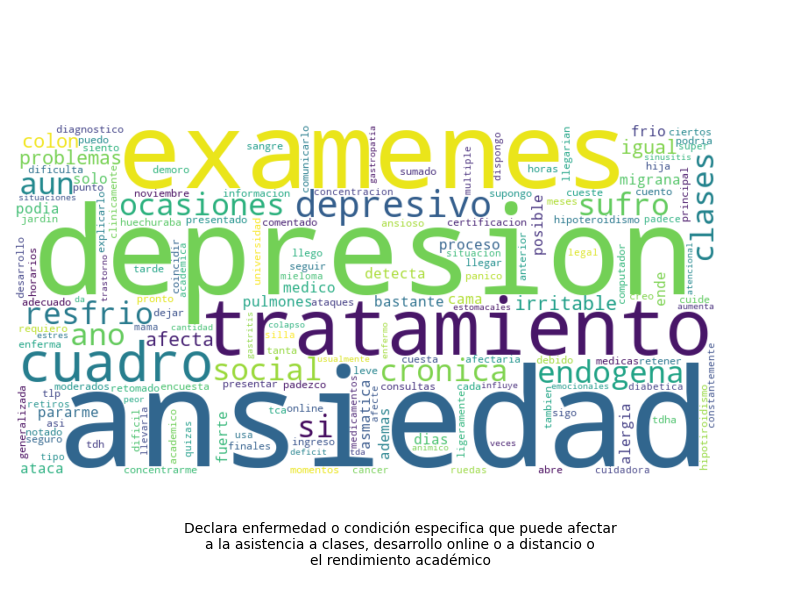 diagnostico
examenes
gastropatia
comunicarlo
sangre
sumado
multiple
dispongo
horas
llegarian
frio
ciertos
podria
colon
puedo
siento
igual
super
sinusitis
problemas
solo
clinicamente
demoro
hija
dificulta
migrana
aun
punto
noviembre
informacion
concentracion
supongo
cueste
cuento
principal
clases
situaciones
podia
explicarlo
ocasiones
depresivo
meses
sufro
jardin
huechuraba
presentado
universidad
comentado
ansioso
certificacion
posible
hipoteroidismo
padece
depresion
desarrollo
horarios
trastorno
coincidir
academica
tarde
llego
seguir
mieloma
medico
detecta
proceso
situacion
llegar
panico
anterior
legal
computador
ende
creo
atencional
adecuado
da
pronto
dejar
pulmones
ataques
bastante
cama
estomacales
irritable
cuide
aumenta
resfrio
requiero
estres
mama
cantidad
tratamiento
ano
afecta
gastritis
silla
colapso
enfermo
enferma
tanta
usualmente
cuesta
afectaria
debido
medicas
retener
cuadro
social
leve
cronica
endogena
constantemente
generalizada
moderados
retomado
encuesta
presentar
padezco
consultas
cada
influye
emocionales
diabetica
tlp
retiros
peor
ansiedad
pararme
asi
notado
seguro
dificil
llevarla
academico
quizas
fuerte
tca
online
si
medicamentos
asmatica
afecte
ademas
ligeramente
tambien
sigo
alergia
tdha
hipotiroidismo
tdh
usa
finales
ingreso
deficit
tda
dias
animico
veces
tipo
ataca
concentrarme
momentos
cancer
ruedas
abre
cuidadora
Declara enfermedad o condición especifica que puede afectar
a la asistencia a clases, desarrollo online o a distancio o
el rendimiento académico